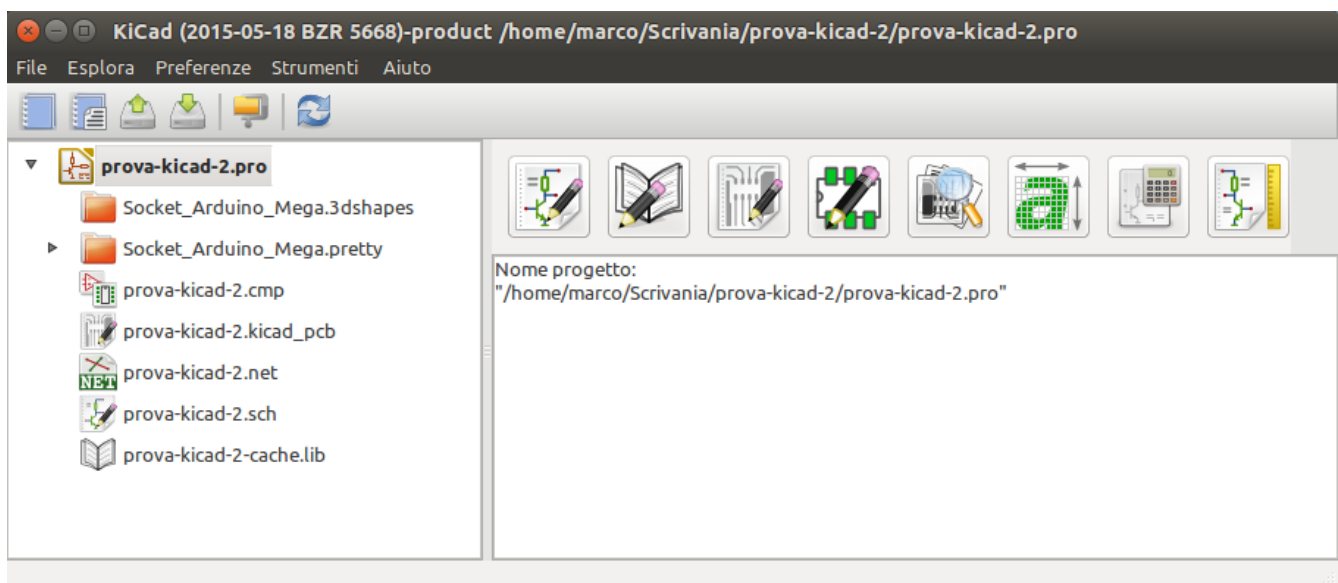 KiCad (2015-05-18 BZR 5668)-product /home/marco/Scrivania/prova-kicad-2/prova-kicad-2.pro
File Esplora Preferenze Strumenti Aiuto
prova-kicad-2.pro
Socket_Arduino_Mega.3dshapes
Socket_Arduino_Mega.pretty
prova-kicad-2.cmp
prova-kicad-2.kicad_pcb
NET
prova-kicad-2.net
prova-kicad-2.sch
prova-kicad-2-cache.lib
a
Nome progetto:
"/home/marco/Scrivania/prova-kicad-2/prova-kicad-2.pro"